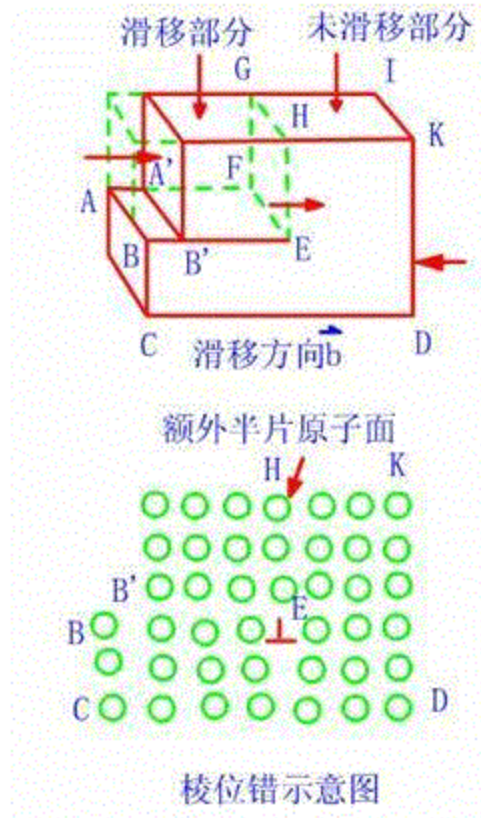 滑移部分 未滑移部分
G I
H
K
A' F
A
B B' E
C 滑移方向b D
额外半片原子面
H K
B'
E
B
C D
棱位错示意图